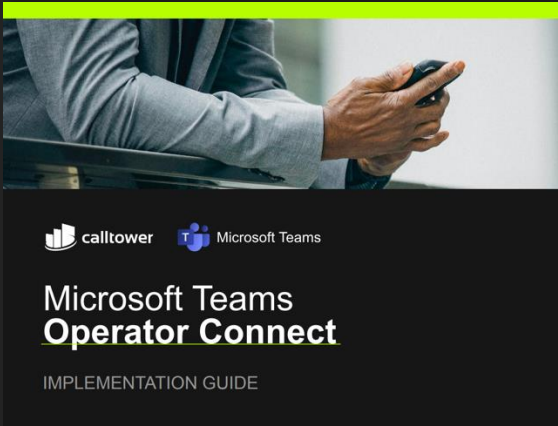 calltower
T
Microsoft Teams
Microsoft Teams
Operator Connect
IMPLEMENTATION GUIDE